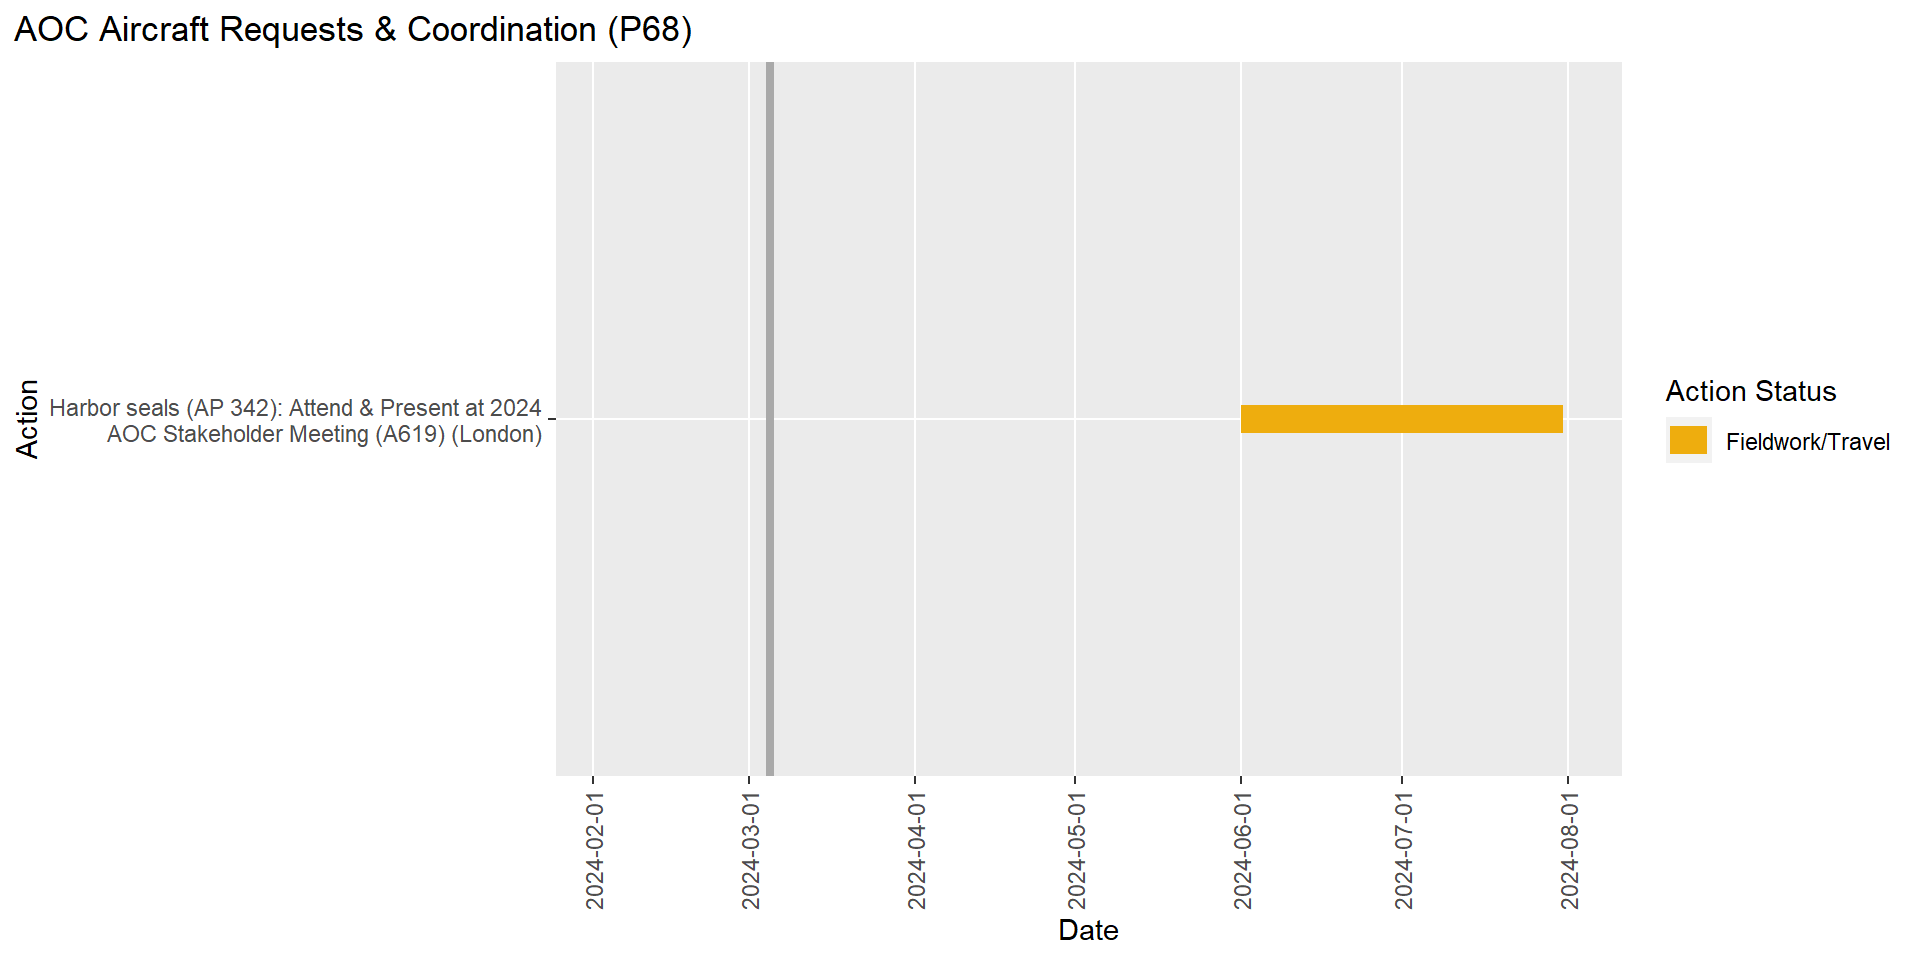 AOC Aircraft Requests & Coordination (P68)
Action
Harbor seals (AP 342): Attend & Present at 2024
AOC Stakeholder Meeting (A619) (London)
Action Status
Fieldwork/Travel
2024-02-01
2024-03-01
2024-04-01
2024-05-01
2024-06-01
2024-07-01
2024-08-01
Date